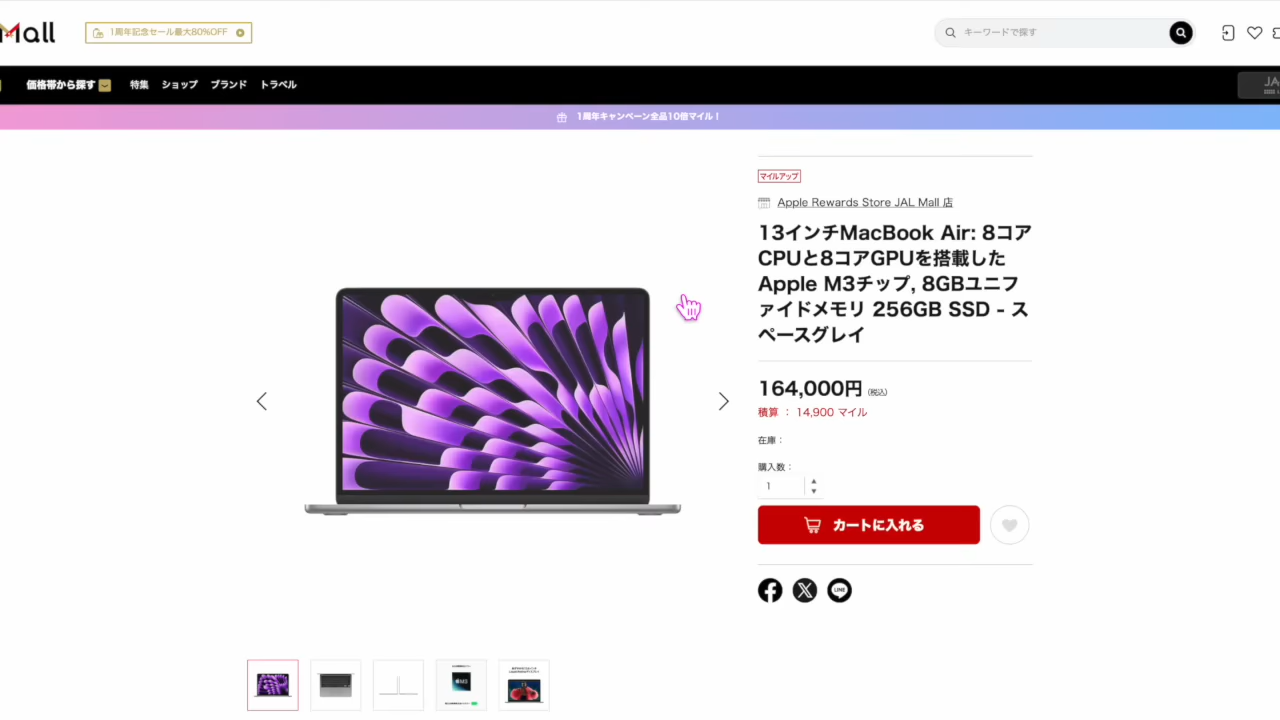 Mall
1周年記念セール最大80%OFF
キーワードで探す
価格帯から探す 特集 ショップ ブランド トラベル
JA
1周年キャンペーン全品10倍マイル！
マイルアップ
Apple Rewards Store JAL Mall 店
13インチMacBook Air: 8コア
CPUと8コアGPUを搭載した
Apple M3チップ, 8GBユニフ
ァイドメモリ 256GB SSD - ス
ペースグレイ
164,000円 (税込)
積算 ： 14,900 マイル
在庫：
購入数：
1
カートに入れる
LINE